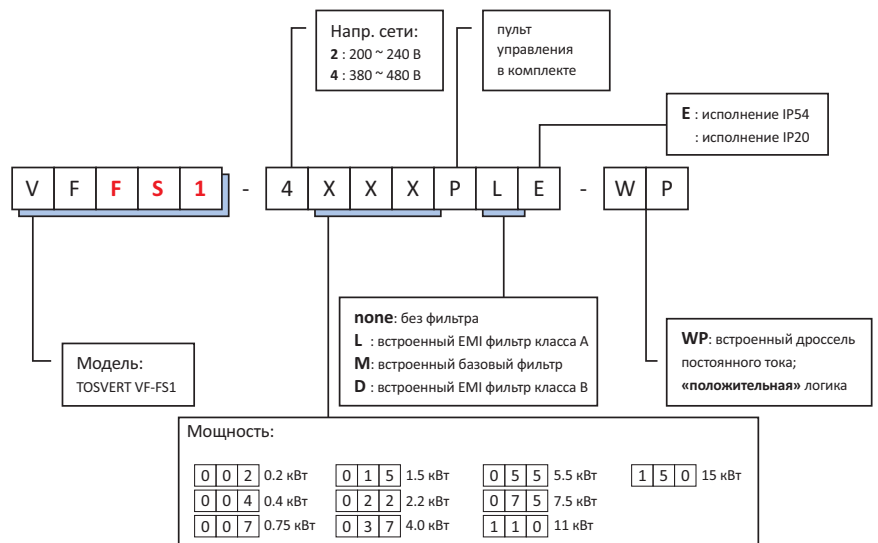 Напр. сети:
2 : 200 ~ 240 В
4 : 380 ~ 480 В
пульт
управления
в комплекте
E : исполнение IP54
: исполнение IP20
V F F S 1 - 4 X X X P L E - W P
none: без фильтра
L : встроенный EMI фильтр класса А
M: встроенный базовый фильтр
D : встроенный EMI фильтр класса В
Модель:
TOSVERT VF-FS1
WP: встроенный дроссель
постоянного тока;
«положительная» логика
Мощность:
0 0 2 0.2 кВт 0 1 5 1.5 кВт 0 5 5 5.5 кВт 1 5 0 15 кВт
0 0 4 0.4 кВт 0 2 2 2.2 кВт 0 7 5 7.5 кВт
0 0 7 0.75 кВт 0 3 7 4.0 кВт 1 1 0 11 кВт